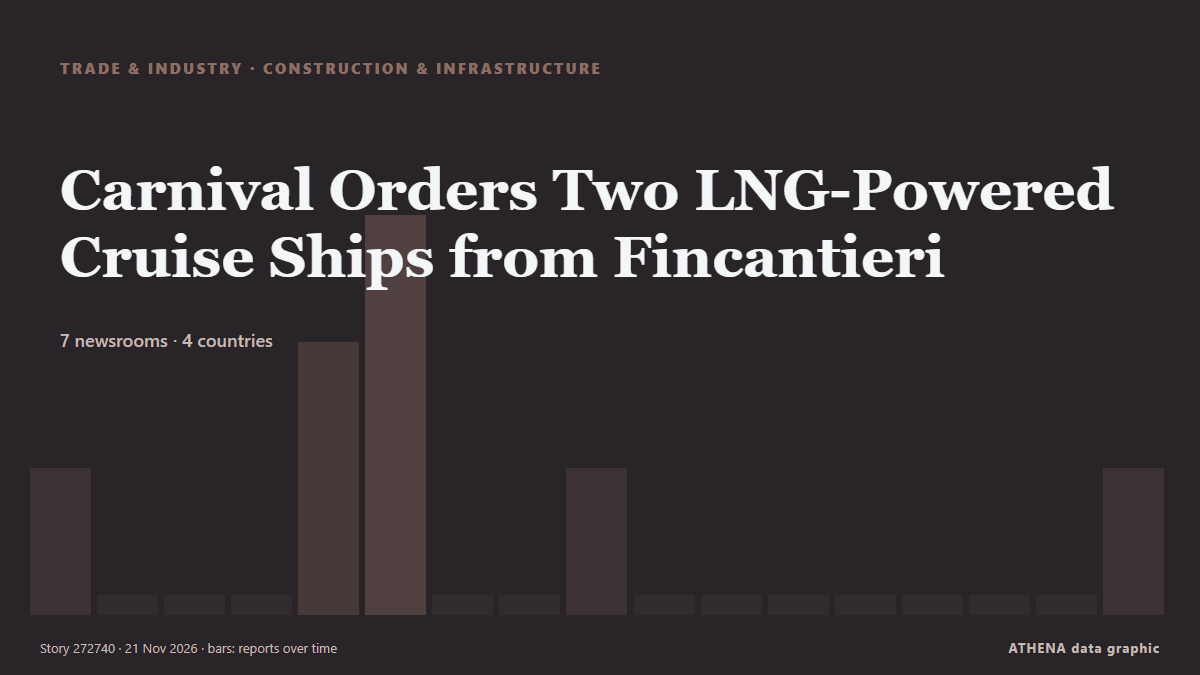 TRADE & INDUSTRY · CONSTRUCTION & INFRASTRUCTURE
Carnival Orders Two LNG-Powered
Cruise Ships from Fincantieri
7 newsrooms · 4 countries
Story 272740 · 21 Nov 2026 · bars: reports over time
ATHENA data graphic